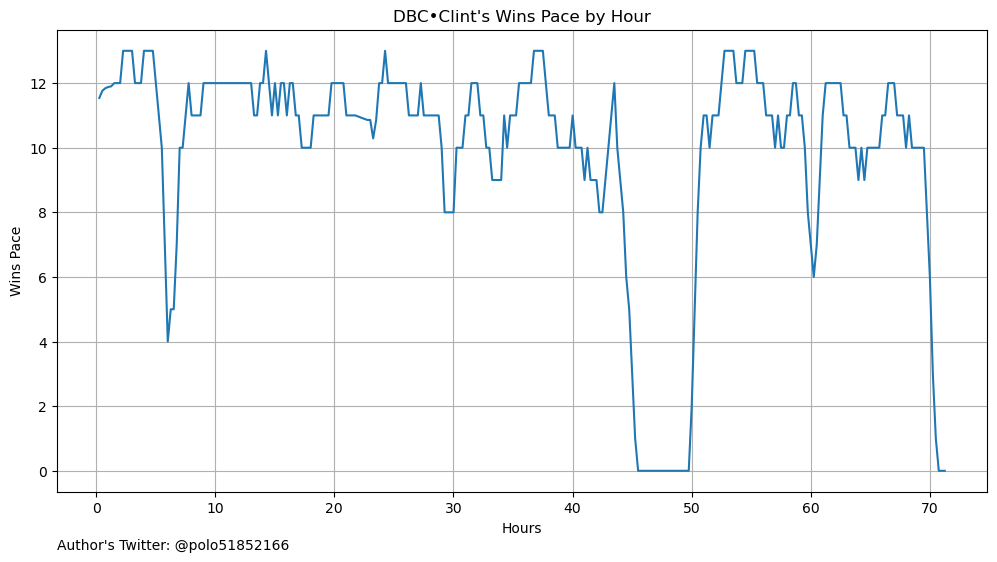 DBC•Clint's Wins Pace by Hour
Wins Pace
12
10
8
6
4
2
0
0 10 20 30 40 50 60 70
Hours
Author's Twitter: @polo51852166